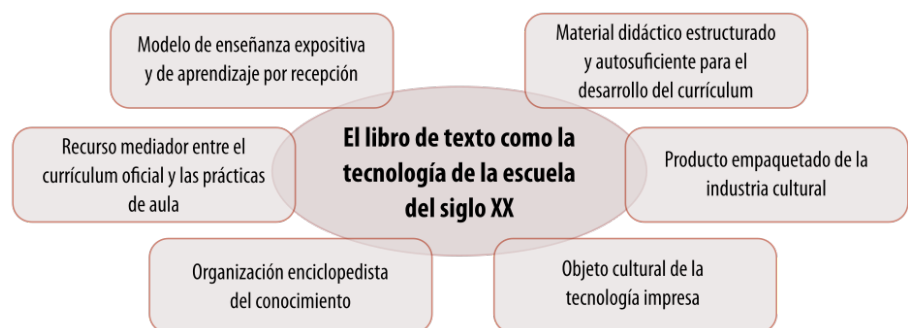 Modelo de enseñanza expositiva
y de aprendizaje por recepción
Material didáctico estructurado
y autosuficiente para el
desarrollo del currículum
Recurso mediador entre el
currículum oficial y las prácticas
de aula
El libro de texto como la
tecnología de la escuela
del siglo XX
Producto empaquetado de la
industria cultural
Organización enciclopedista
del conocimiento
Objeto cultural de la
tecnología impresa